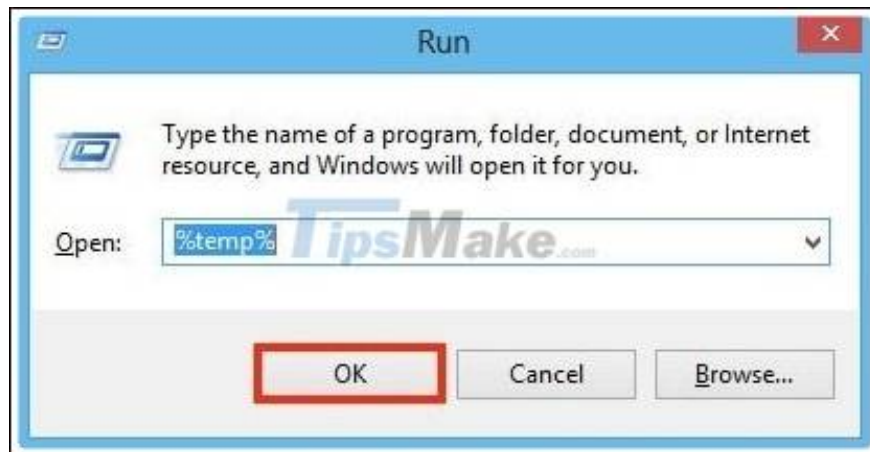 Run
Type the name of a program, folder, document, or Internet
resource, and Windows will open it for you.
Open: %temp%
TipsMake.com
OK Cancel Browse...